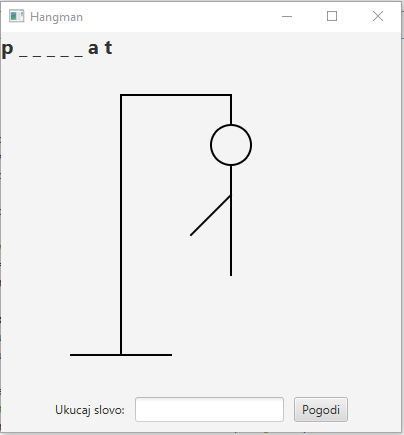 Hangman
p _ _ _ _ _ a t
Ukucaj slovo:
Pogodi